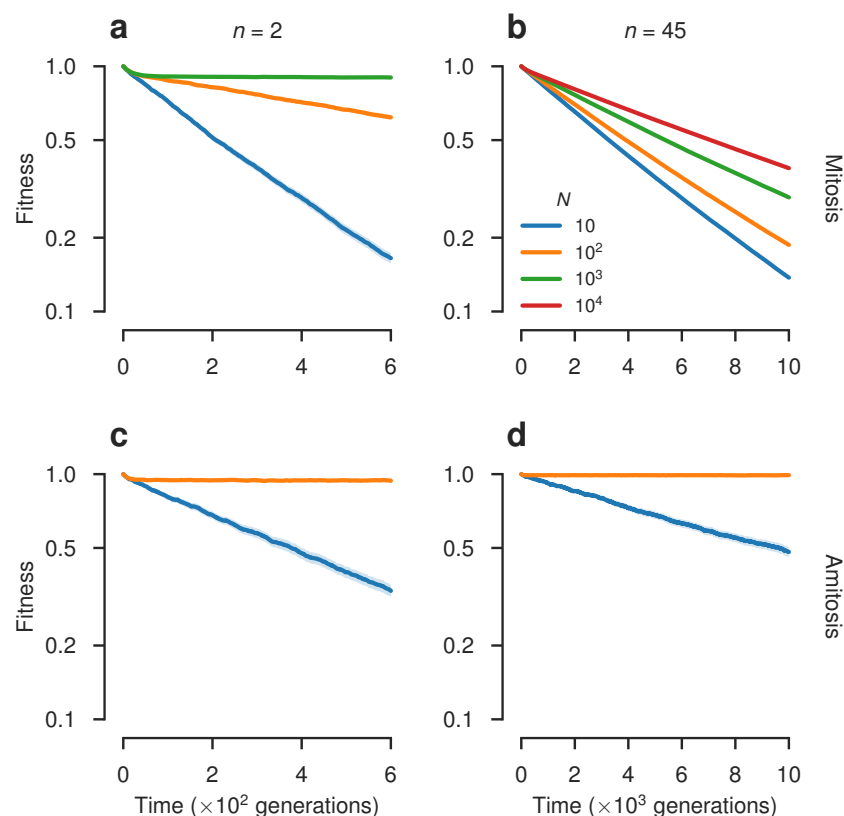 a
n = 2
b
n = 45
1.0
0.5
0.2
0.1
Fitness
0 2 4 6
1.0
0.5
0.2
0.1
N
10
10²
10³
10⁴
0 2 4 6 8 10
Mitosis
c
d
1.0
0.5
0.2
0.1
Fitness
0 2 4 6
Time (×10² generations)
1.0
0.5
0.2
0.1
0 2 4 6 8 10
Time (×10³ generations)
Amitosis